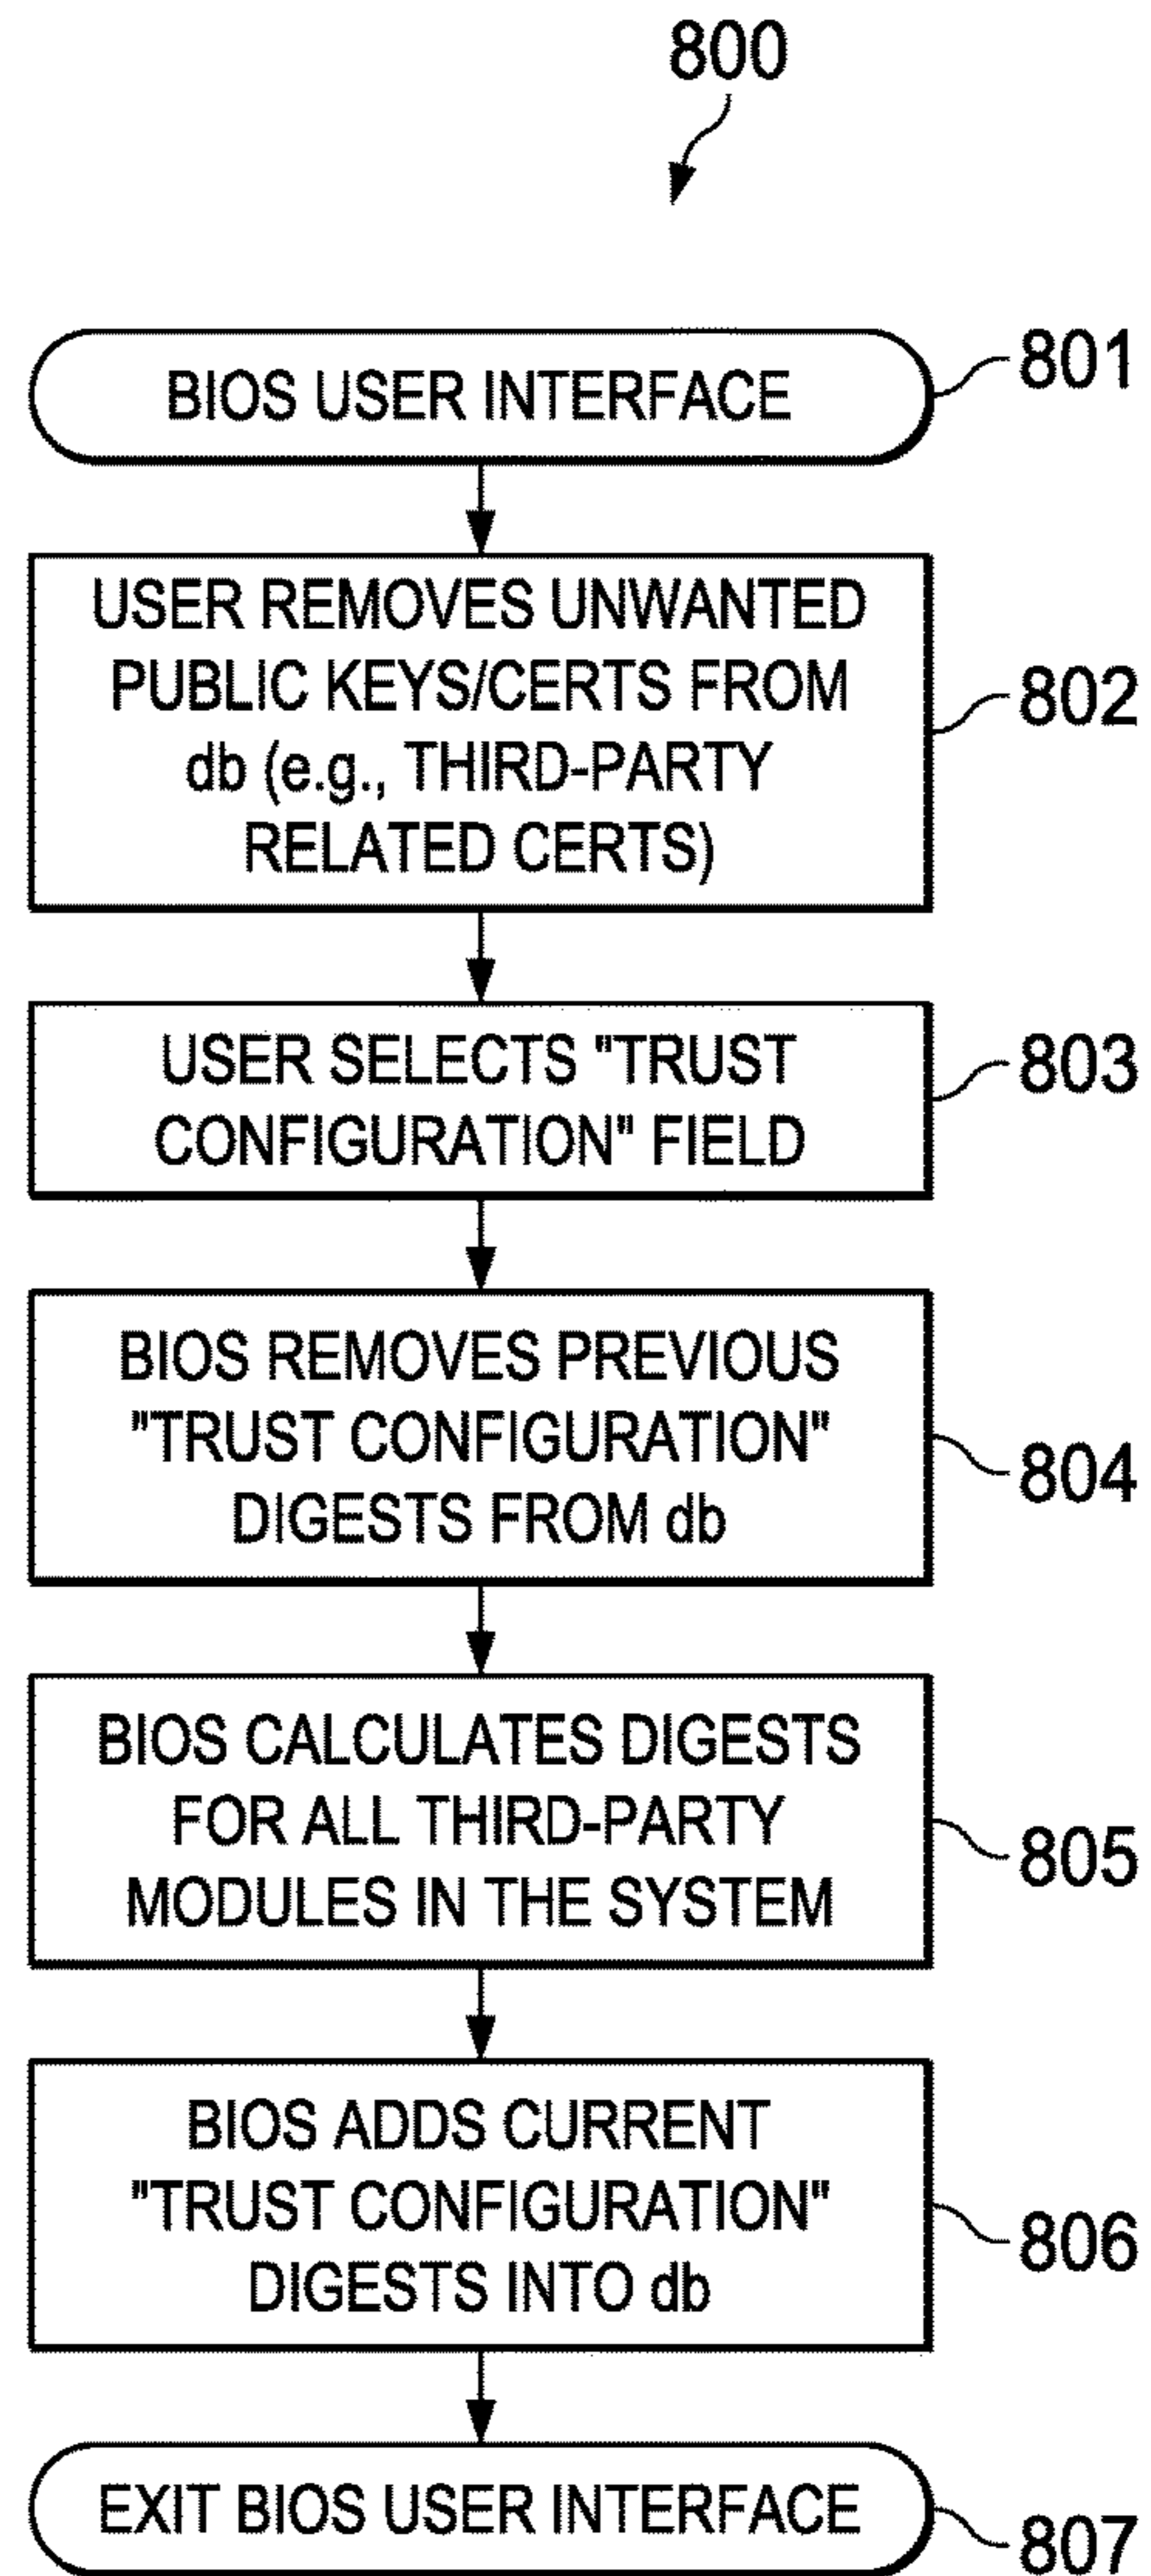 800
BIOS USER INTERFACE
801
USER REMOVES UNWANTED
PUBLIC KEYS/CERTS FROM
db (e.g., THIRD-PARTY
RELATED CERTS)
802
USER SELECTS "TRUST
CONFIGURATION" FIELD
803
BIOS REMOVES PREVIOUS
"TRUST CONFIGURATION"
DIGESTS FROM db
804
BIOS CALCULATES DIGESTS
FOR ALL THIRD-PARTY
MODULES IN THE SYSTEM
805
BIOS ADDS CURRENT
"TRUST CONFIGURATION"
DIGESTS INTO db
806
EXIT BIOS USER INTERFACE
807